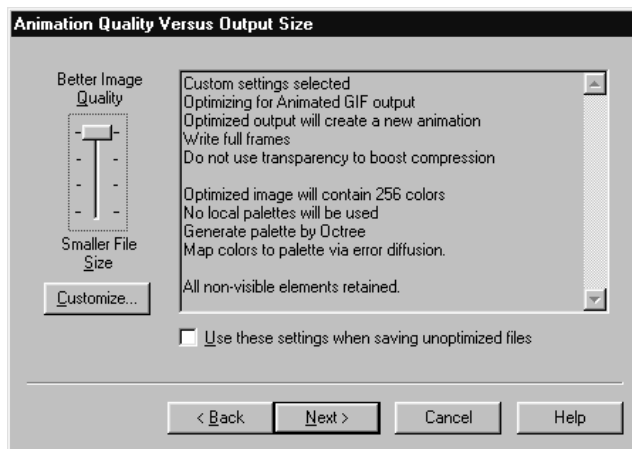 Animation Quality Versus Output Size
Better Image
Quality
Smaller File
Size
Customize...
Custom settings selected
Optimizing for Animated GIF output
Optimized output will create a new animation
Write full frames
Do not use transparency to boost compression
Optimized image will contain 256 colors
No local palettes will be used
Generate palette by Octree
Map colors to palette via error diffusion.
All non-visible elements retained.
Use these settings when saving unoptimized files
< Back
Next >
Cancel
Help